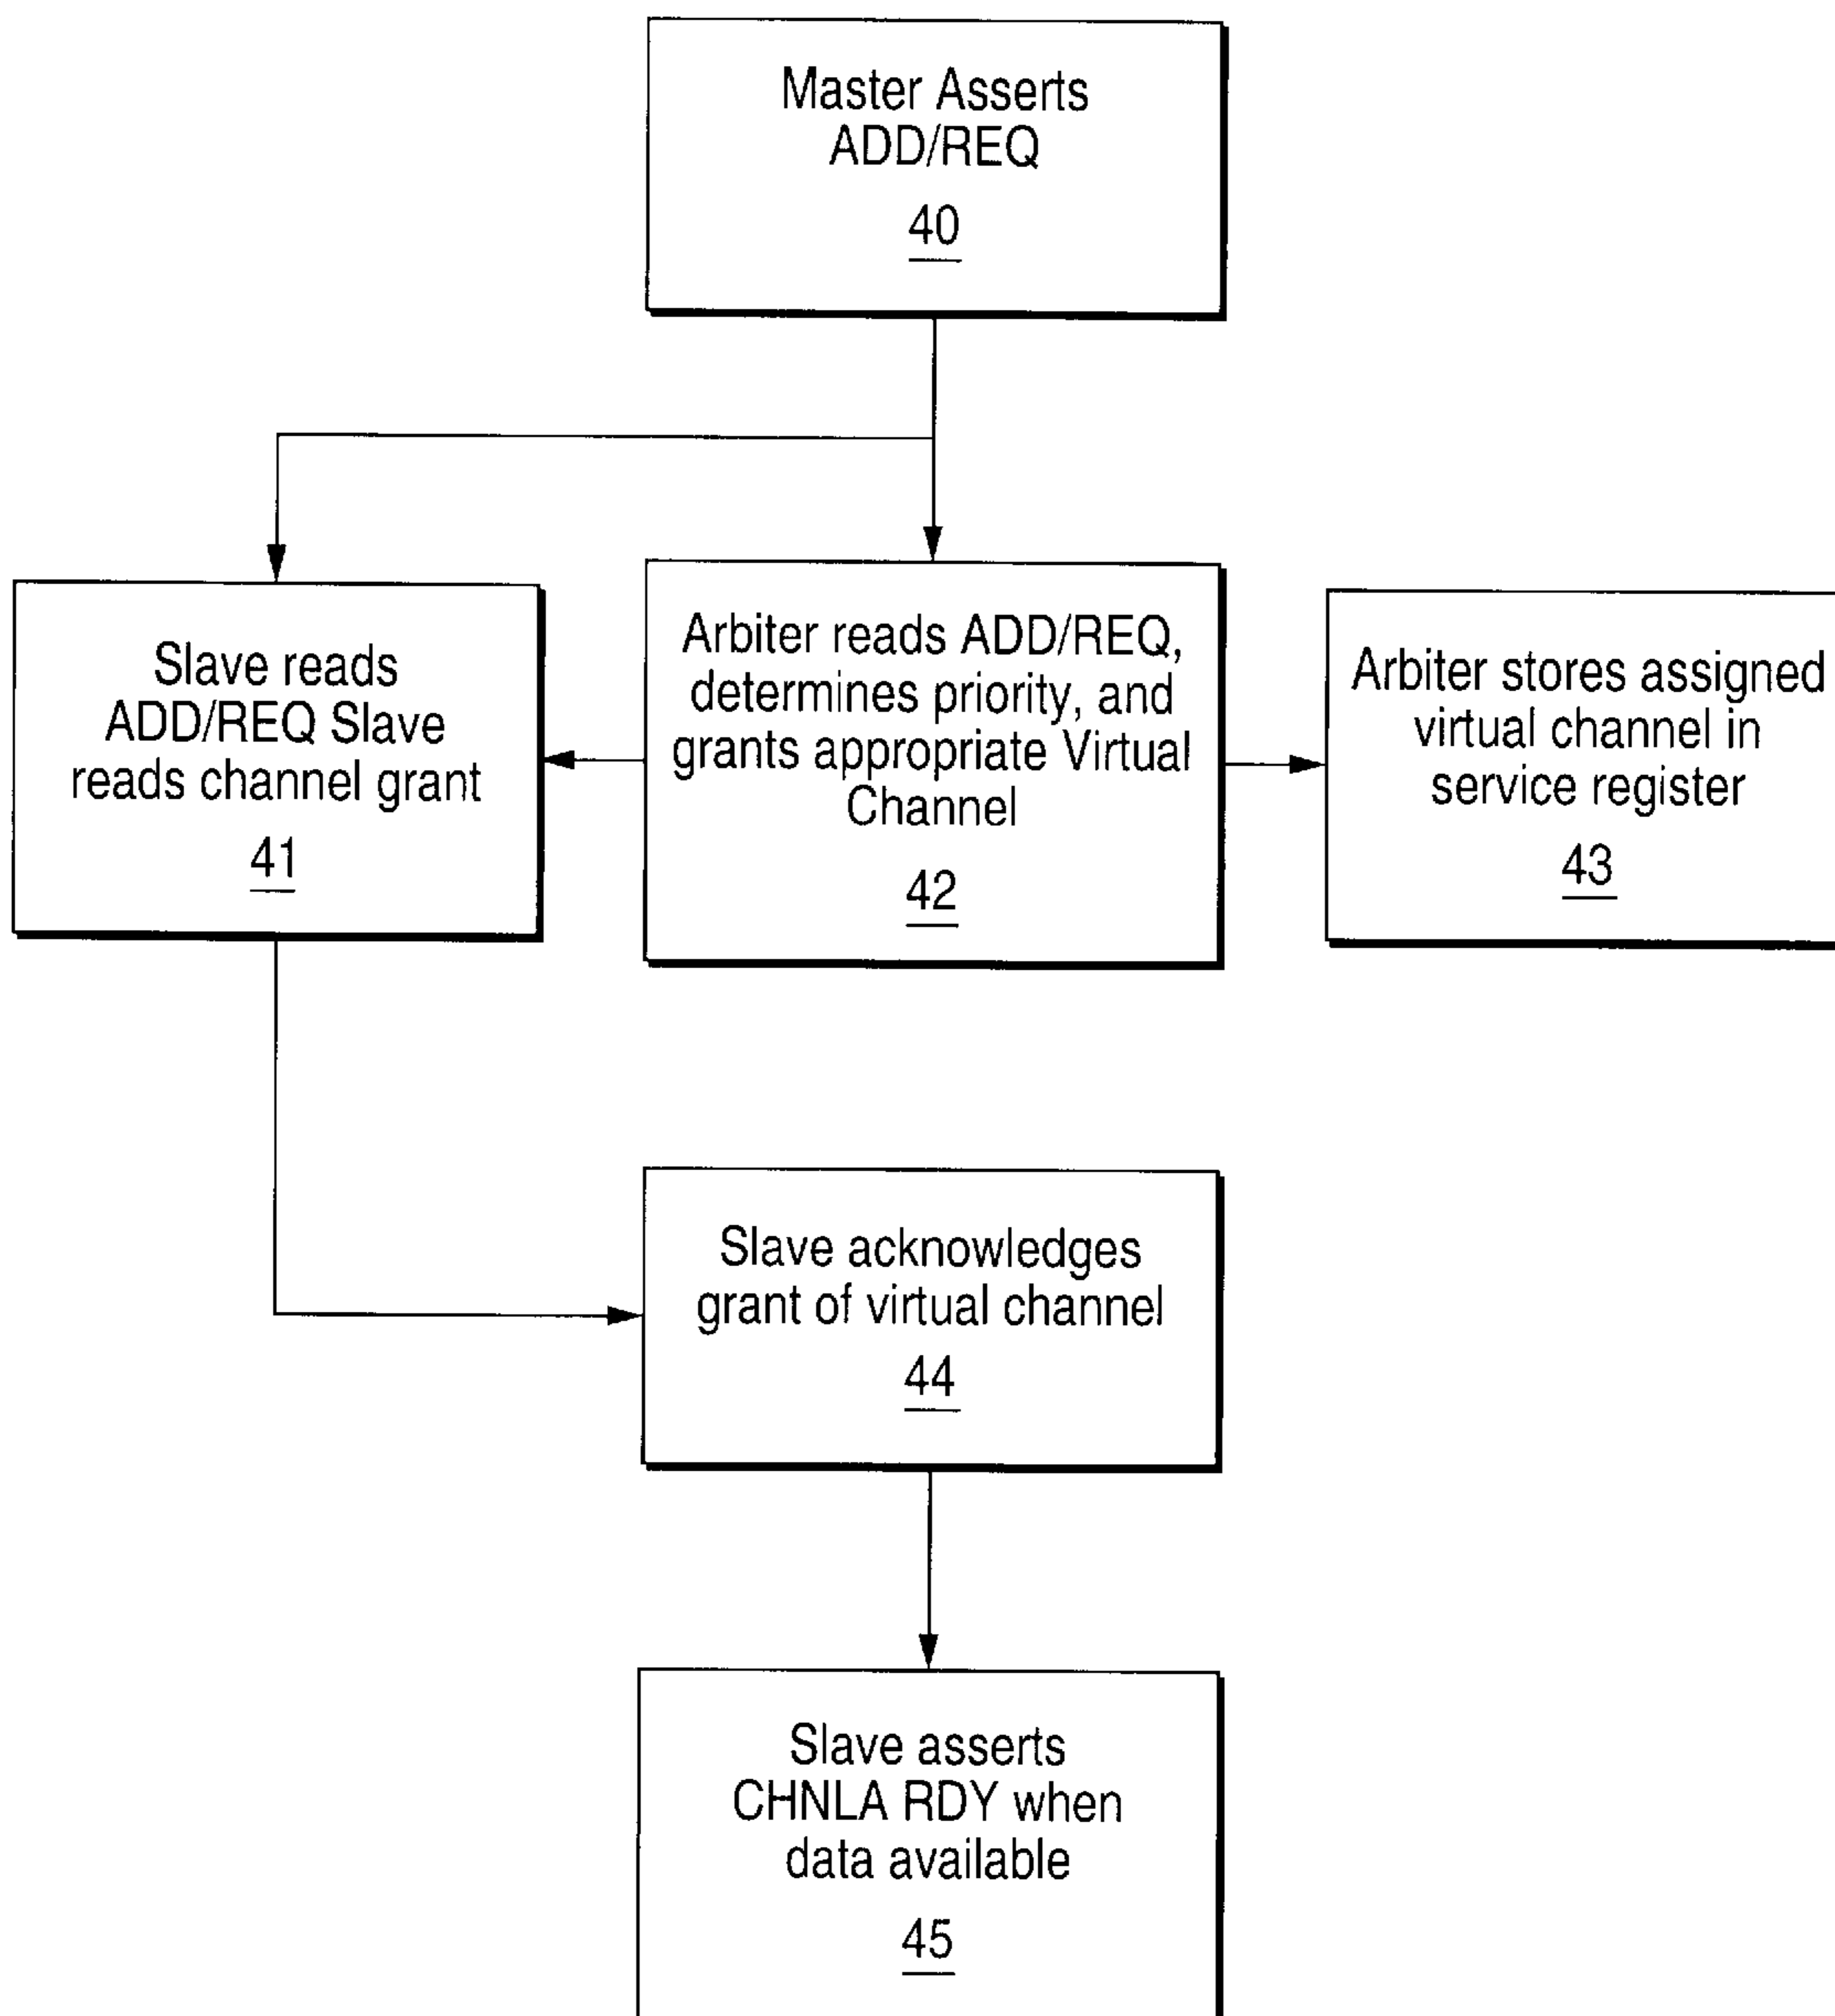 Master Asserts
ADD/REQ
40
Slave reads
ADD/REQ Slave
reads channel grant
41
Arbiter reads ADD/REQ,
determines priority, and
grants appropriate Virtual
Channel
42
Arbiter stores assigned
virtual channel in
service register
43
Slave acknowledges
grant of virtual channel
44
Slave asserts
CHNLA RDY when
data available
45